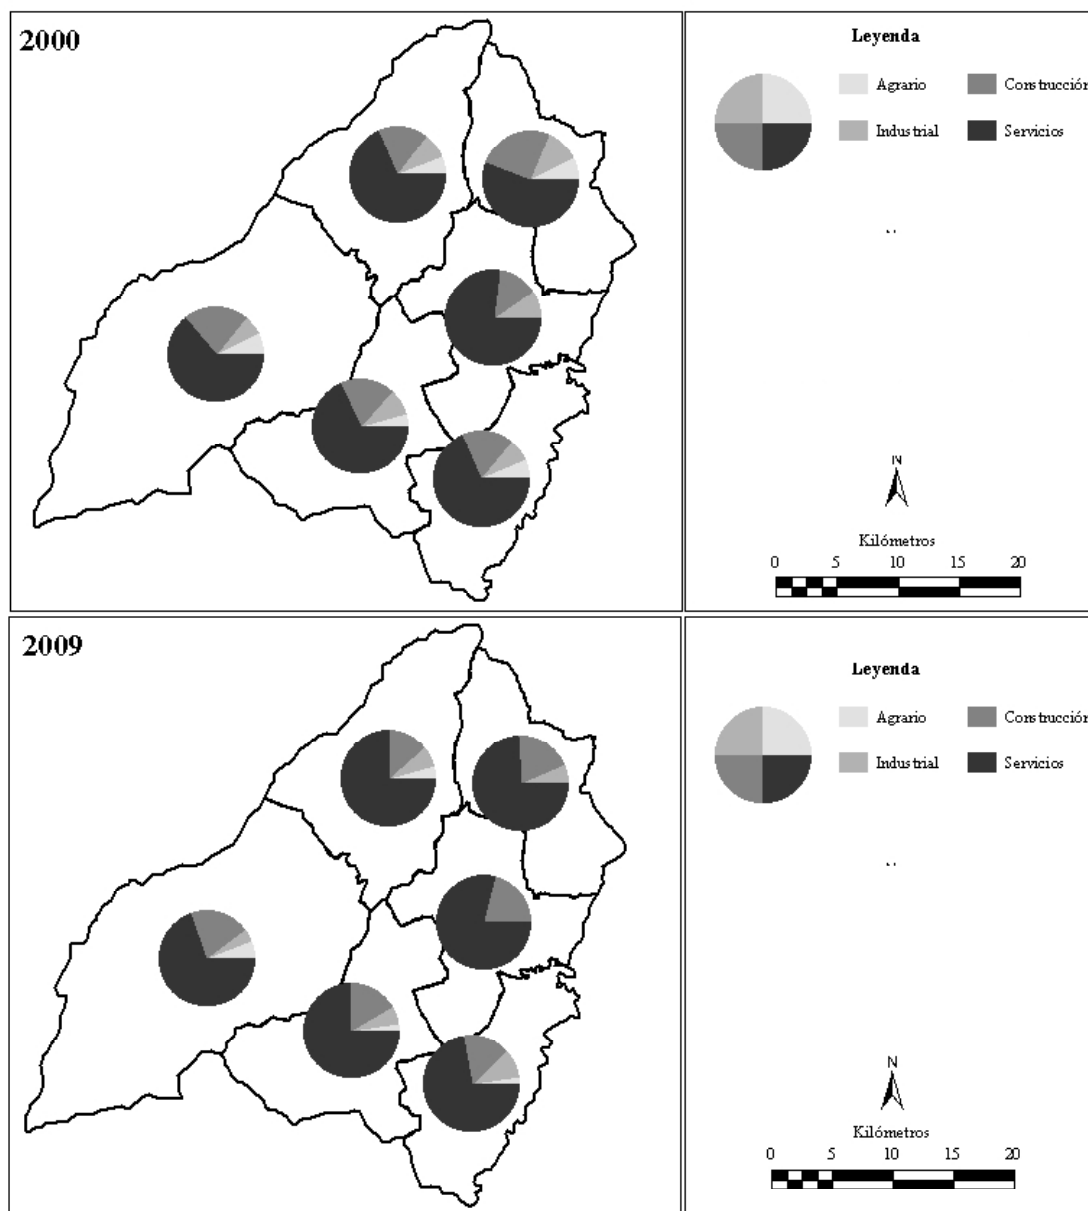 2000
Leyenda
Agrario
Construcción
Industrial
Servicios
N
Kilómetros
0 5 10 15 20
2009
Leyenda
Agrario
Construcción
Industrial
Servicios
N
Kilómetros
0 5 10 15 20